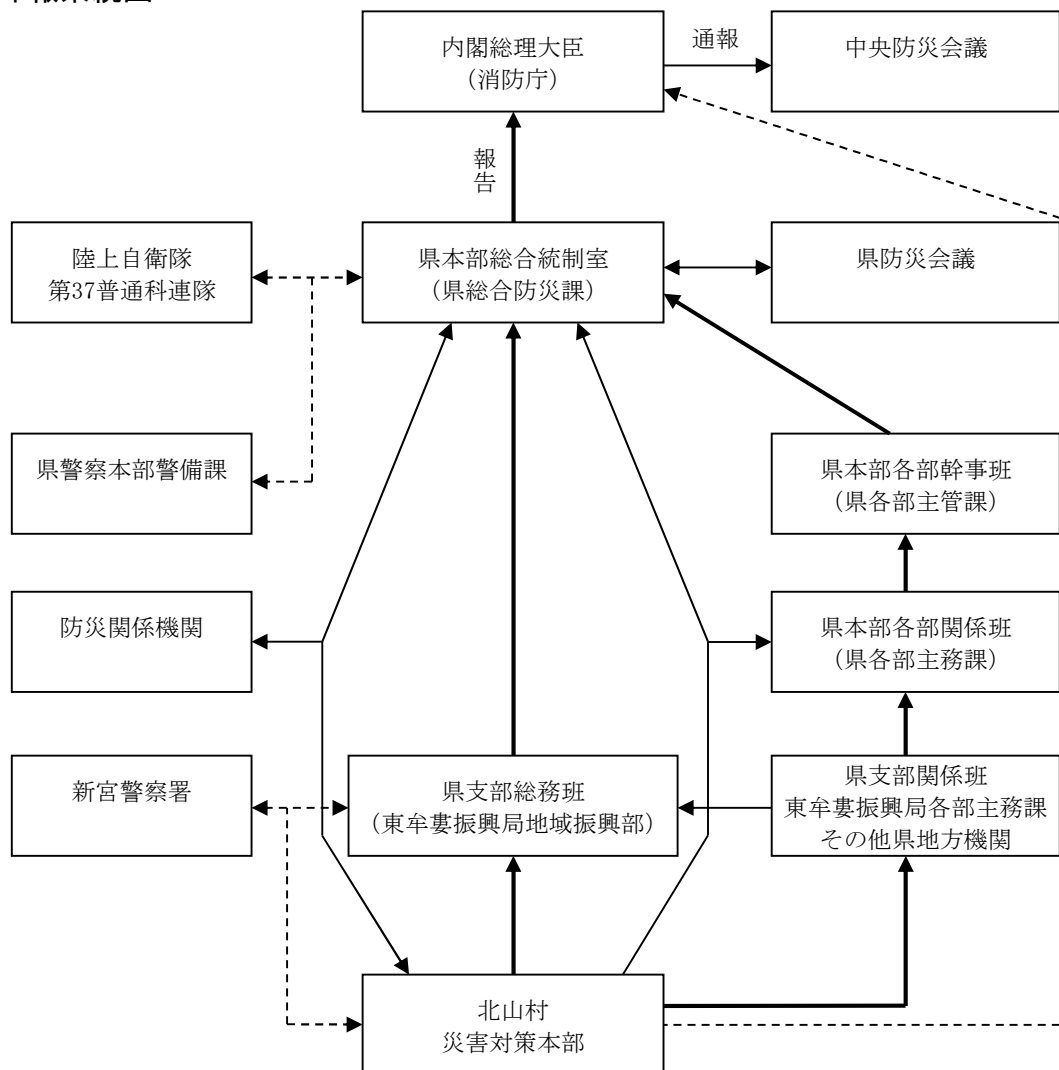 内閣総理大臣
（消防庁）
通報
中央防災会議
報告
陸上自衛隊
第37普通科連隊
県本部総合統制室
（県総合防災課）
県防災会議
県警察本部警備課
県本部各部幹事班
（県各部主管課）
防災関係機関
県本部各部関係班
（県各部主務課）
新宮警察署
県支部総務班
（東牟婁振興局地域振興部）
県支部関係班
東牟婁振興局各部主務課
その他県地方機関
北山村
災害対策本部